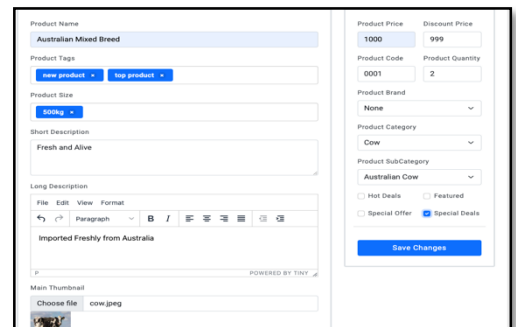 Product Name
Australian Mixed Breed
Product Tags
new product × top product ×
Product Size
500kg ×
Short Description
Fresh and Alive
Long Description
File Edit View Format
Paragraph B I
Imported Freshly from Australia
P POWERED BY TINY
Main Thumbnail
Choose file cow.jpeg
Product Price Discount Price
1000 999
Product Code Product Quantity
0001 2
Product Brand
None
Product Category
Cow
Product SubCategory
Australian Cow
Hot Deals Featured
Special Offer Special Deals
Save Changes